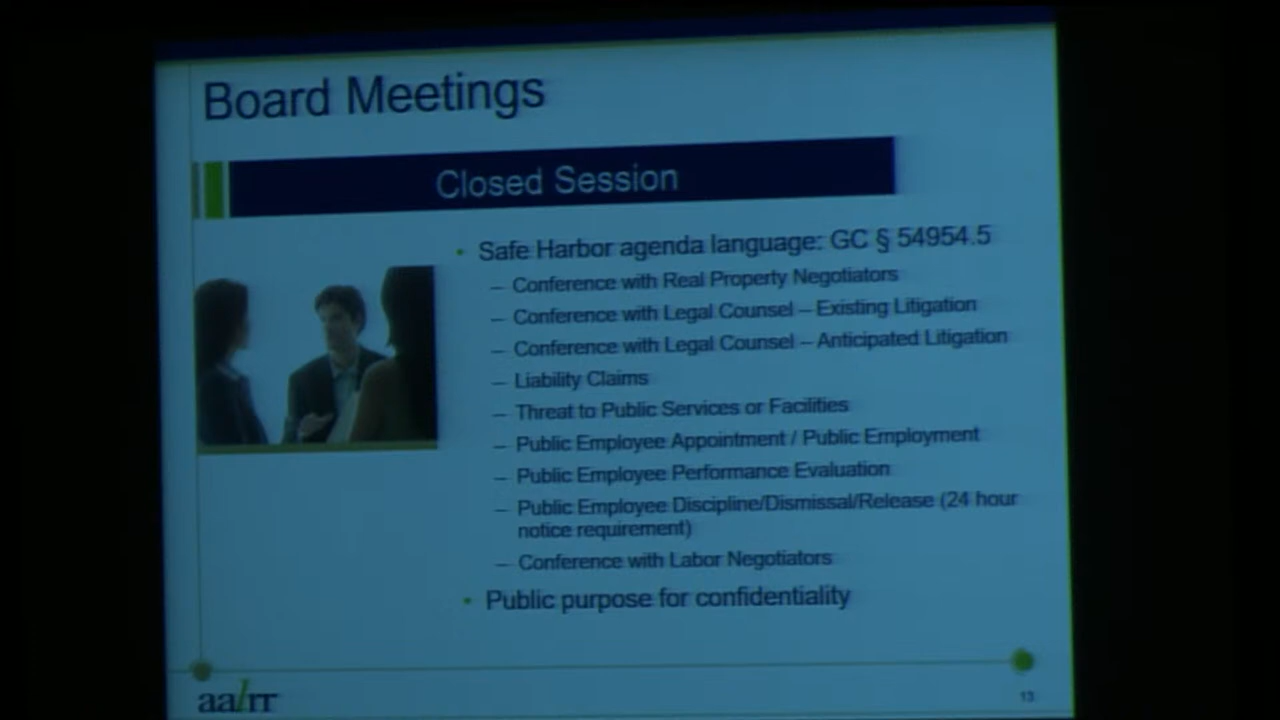 Board Meetings
Closed Session
• Safe Harbor agenda language: GC § 54954.5
– Conference with Real Property Negotiators
– Conference with Legal Counsel – Existing Litigation
– Conference with Legal Counsel – Anticipated Litigation
– Liability Claims
– Threat to Public Services or Facilities
– Public Employee Appointment / Public Employment
– Public Employee Performance Evaluation
– Public Employee Discipline/Dismissal/Release (24 hour
notice requirement)
– Conference with Labor Negotiators
• Public purpose for confidentiality
aalrr
13